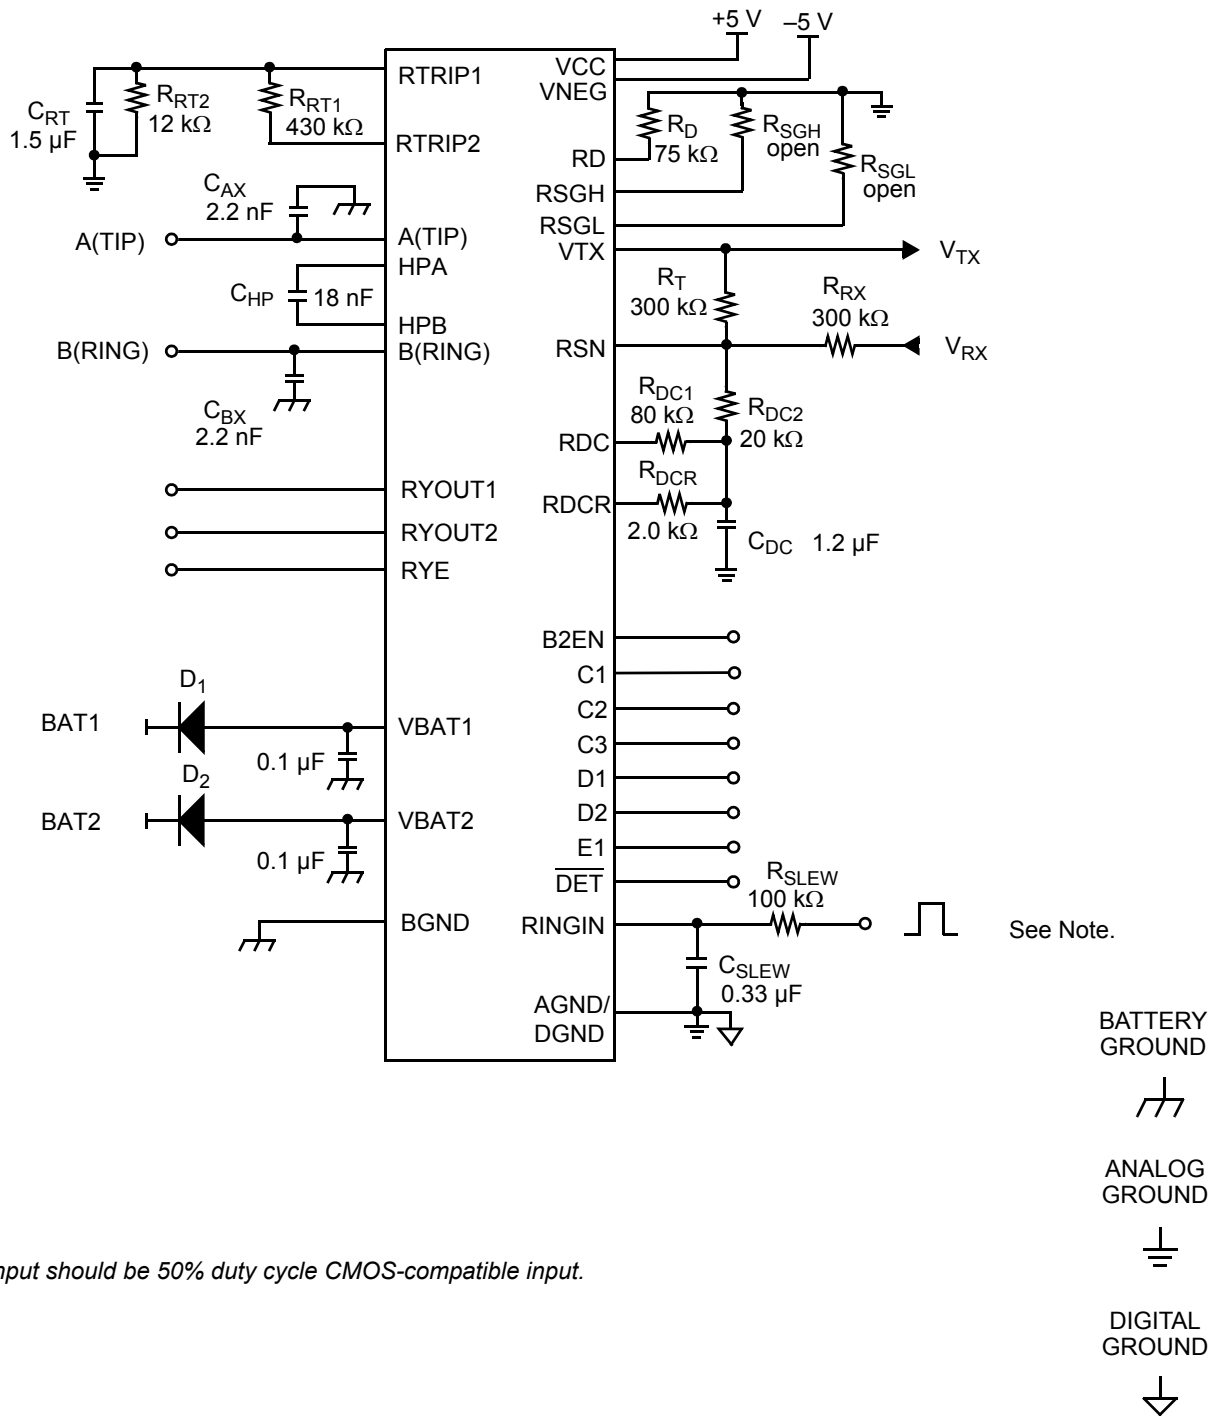 +5 V
–5 V
RTRIP1
VCC
VNEG
CRT
1.5 µF
RRT2
12 kΩ
RRT1
430 kΩ
RTRIP2
RD
75 kΩ
RSGH
open
RSGL
open
RD
RSGH
RSGL
CAX
2.2 nF
A(TIP)
A(TIP)
HPA
CHP
18 nF
HPB
B(RING)
B(RING)
CBX
2.2 nF
VTX
VTX
RT
300 kΩ
RRX
300 kΩ
RSN
VRX
RDC1
80 kΩ
RDC2
20 kΩ
RDC
RDCR
RDCR
2.0 kΩ
CDC 1.2 µF
RYOUT1
RYOUT2
RYE
B2EN
C1
C2
C3
D1
D2
E1
DET
D1
BAT1
VBAT1
0.1 µF
D2
BAT2
VBAT2
0.1 µF
BGND
RINGIN
RSLEW
100 kΩ
See Note.
CSLEW
0.33 µF
AGND/
DGND
BATTERY
GROUND
ANALOG
GROUND
should be 50% duty cycle CMOS-compatible input.
DIGITAL
GROUND